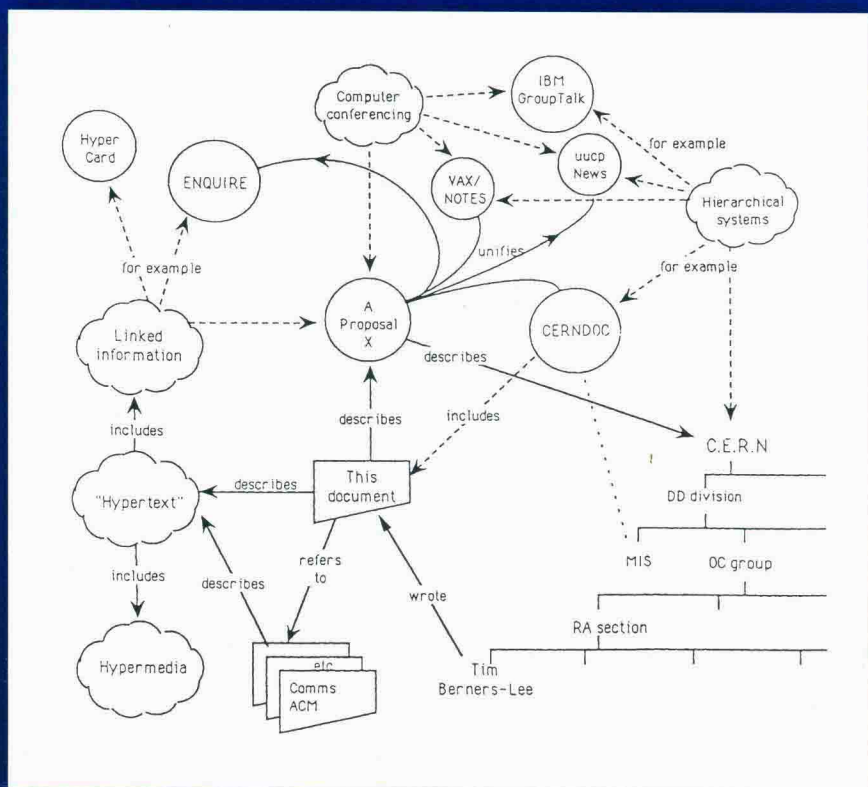 Computer
conferencing
IBM
GroupTalk
Hyper
Card
ENQUIRE
VAX/
NOTES
uucp
News
for example
Hierarchical
systems
unifies
for example
for example
A
Proposal
X
Linked
information
CERNDOC
describes
includes
describes
includes
C.E.R.N
This
document
describes
"Hypertext"
DD division
refers
to
MIS
OC group
includes
describes
wrote
RA section
Hypermedia
etc
Comms
ACM
Tim
Berners-Lee